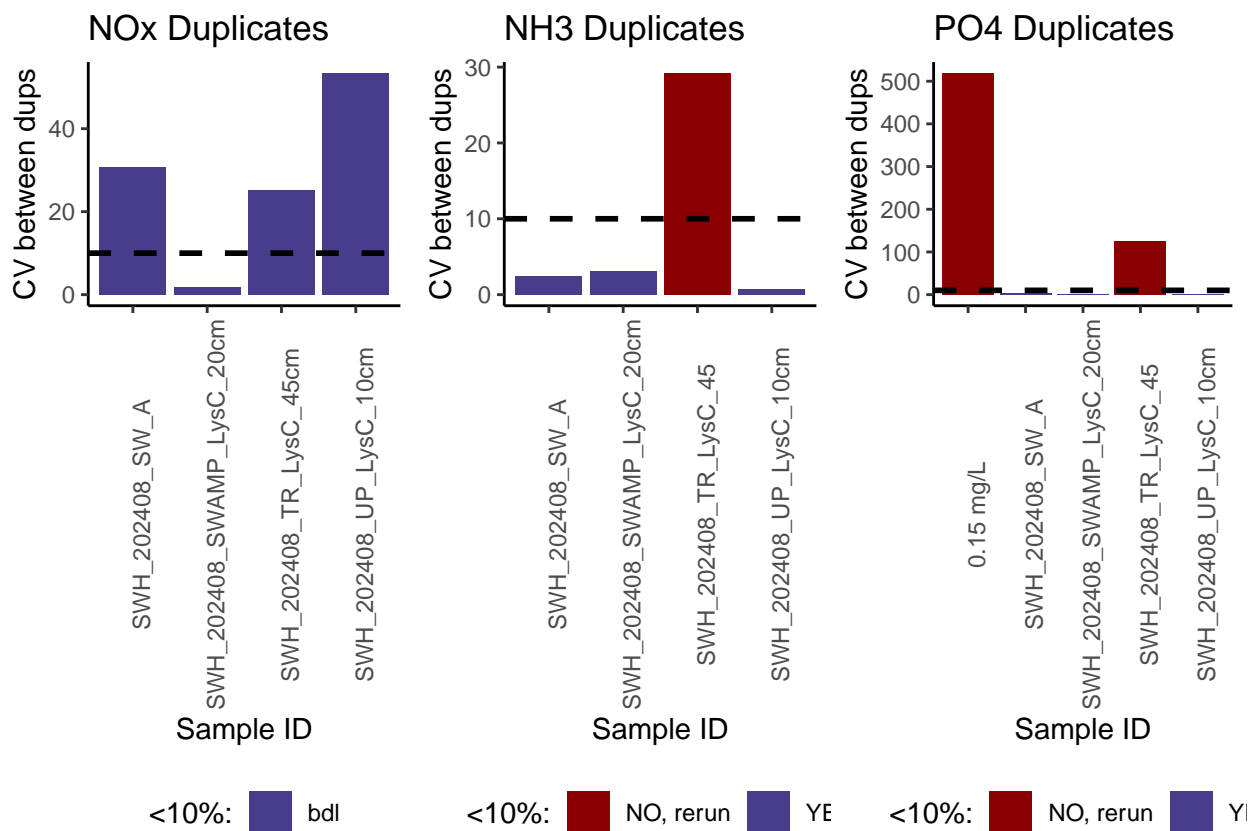 NOx Duplicates
CV between dups
40
20
0
SWH_202408_SW_A
SWH_202408_SWAMP_LysC_20cm
SWH_202408_TR_LysC_45cm
SWH_202408_UP_LysC_10cm
Sample ID
<10%: bdl
NH3 Duplicates
CV between dups
30
20
10
0
SWH_202408_SW_A
SWH_202408_SWAMP_LysC_20cm
SWH_202408_TR_LysC_45
SWH_202408_UP_LysC_10cm
Sample ID
<10%: NO, rerun YE
PO4 Duplicates
CV between dups
500
400
300
200
100
0
0.15 mg/L
SWH_202408_SW_A
SWH_202408_SWAMP_LysC_20cm
SWH_202408_TR_LysC_45
SWH_202408_UP_LysC_10cm
Sample ID
<10%: NO, rerun Y